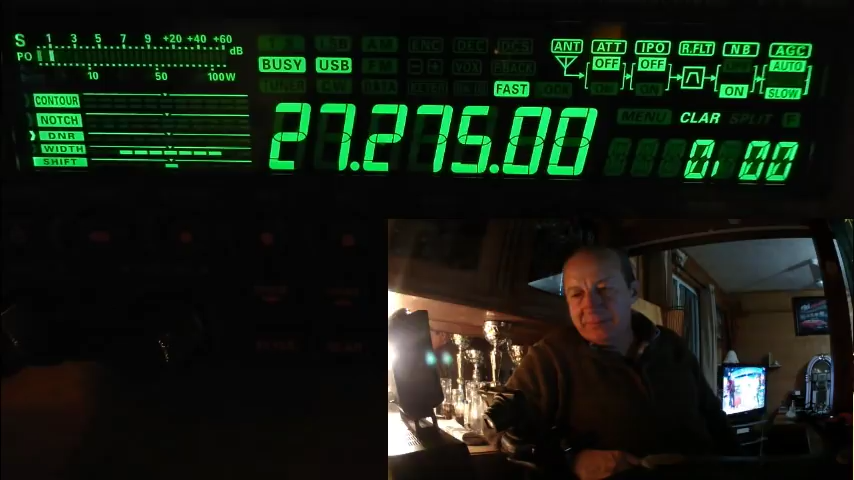 S 1 3 5 7 9 +20 +40 +60 dB
PO 10 50 100W
BUSY USB
FAST
ANT ATT IPO R.FLT NB AGC
OFF OFF AUTO
ON SLOW
CONTOUR
NOTCH
DNR
WIDTH
SHIFT
MENU CLAR SPLIT
27.275.00
0.00